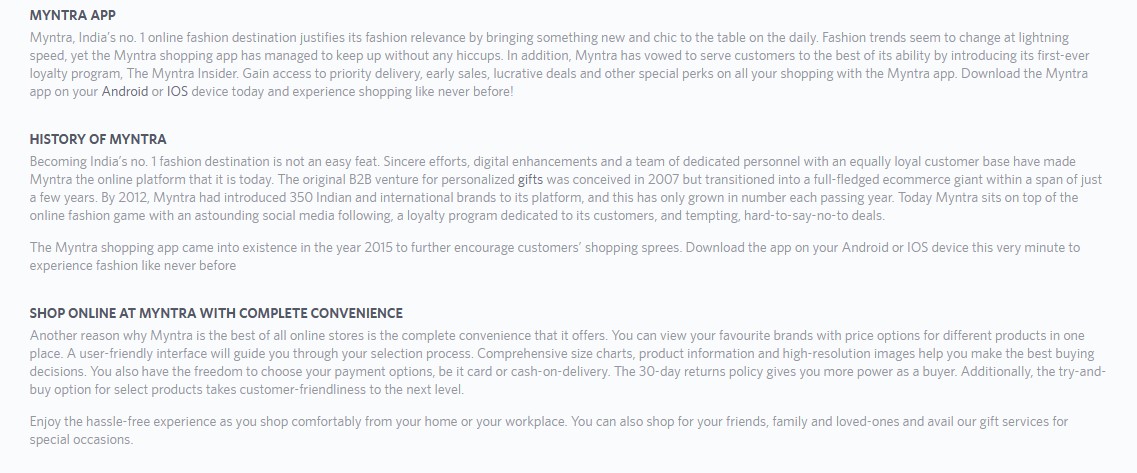 MYNTRA APP
Myntra, India's no. 1 online fashion destination justifies its fashion relevance by bringing something new and chic to the table on the daily. Fashion trends seem to change at lightning
speed, yet the Myntra shopping app has managed to keep up without any hiccups. In addition, Myntra has vowed to serve customers to the best of its ability by introducing its first-ever
loyalty program, The Myntra Insider. Gain access to priority delivery, early sales, lucrative deals and other special perks on all your shopping with the Myntra app. Download the Myntra
app on your Android or IOS device today and experience shopping like never before!
HISTORY OF MYNTRA
Becoming India's no. 1 fashion destination is not an easy feat. Sincere efforts, digital enhancements and a team of dedicated personnel with an equally loyal customer base have made
Myntra the online platform that it is today. The original B2B venture for personalized gifts was conceived in 2007 but transitioned into a full-fledged ecommerce giant within a span of just
a few years. By 2012, Myntra had introduced 350 Indian and international brands to its platform, and this has only grown in number each passing year. Today Myntra sits on top of the
online fashion game with an astounding social media following, a loyalty program dedicated to its customers, and tempting, hard-to-say-no-to deals.
The Myntra shopping app came into existence in the year 2015 to further encourage customers' shopping sprees. Download the app on your Android or IOS device this very minute to
experience fashion like never before
SHOP ONLINE AT MYNTRA WITH COMPLETE CONVENIENCE
Another reason why Myntra is the best of all online stores is the complete convenience that it offers. You can view your favourite brands with price options for different products in one
place. A user-friendly interface will guide you through your selection process. Comprehensive size charts, product information and high-resolution images help you make the best buying
decisions. You also have the freedom to choose your payment options, be it card or cash-on-delivery. The 30-day returns policy gives you more power as a buyer. Additionally, the try-and-
buy option for select products takes customer-friendliness to the next level.
Enjoy the hassle-free experience as you shop comfortably from your home or your workplace. You can also shop for your friends, family and loved-ones and avail our gift services for
special occasions.